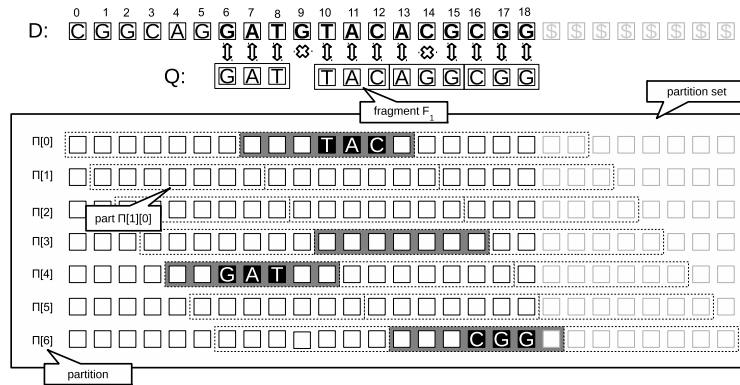 0 1 2 3 4 5 6 7 8 9 10 11 12 13 14 15 16 17 18
D: C G G C A G G A T G T A C A C G C G G $ $ $ $ $ $ $ $
Q: G A T T A C A G G C G G
partition set
fragment F1
Π[0] T A C
Π[1]
part Π[1][0]
Π[2]
Π[3]
Π[4] G A T
Π[5]
Π[6] C G G
partition